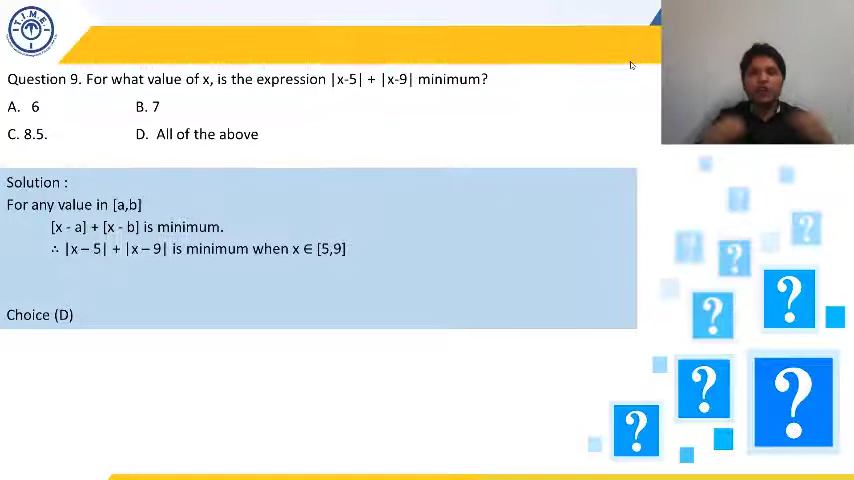 T.I.M.E.
Question 9. For what value of x, is the expression |x-5| + |x-9| minimum?
A. 6 B. 7
C. 8.5. D. All of the above
Solution :
For any value in [a,b]
[x - a] + [x - b] is minimum.
∴ |x – 5| + |x – 9| is minimum when x ∈ [5,9]
Choice (D)
? ? ? ? ? ? ? ? ?